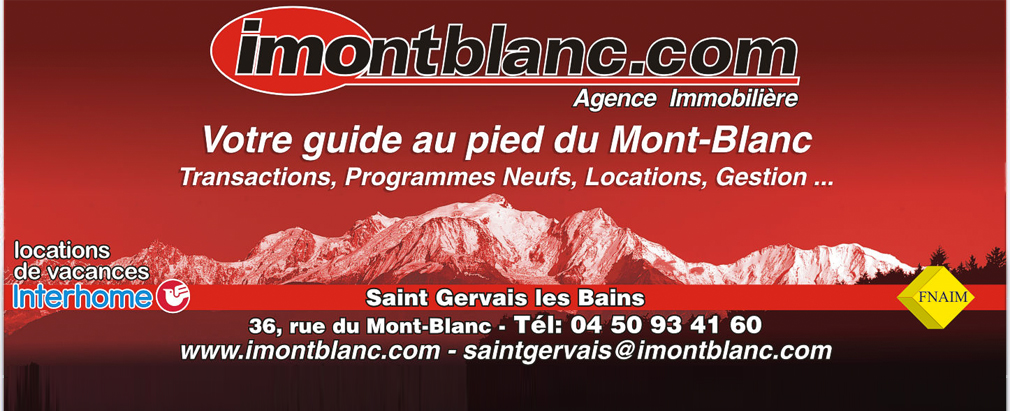 imontblanc.com
Agence Immobilière
Votre guide au pied du Mont-Blanc
Transactions, Programmes Neufs, Locations, Gestion ...
locations
de vacances
Interhome
FNAIM
Saint Gervais les Bains
36, rue du Mont-Blanc - Tél: 04 50 93 41 60
www.imontblanc.com - saintgervais@imontblanc.com